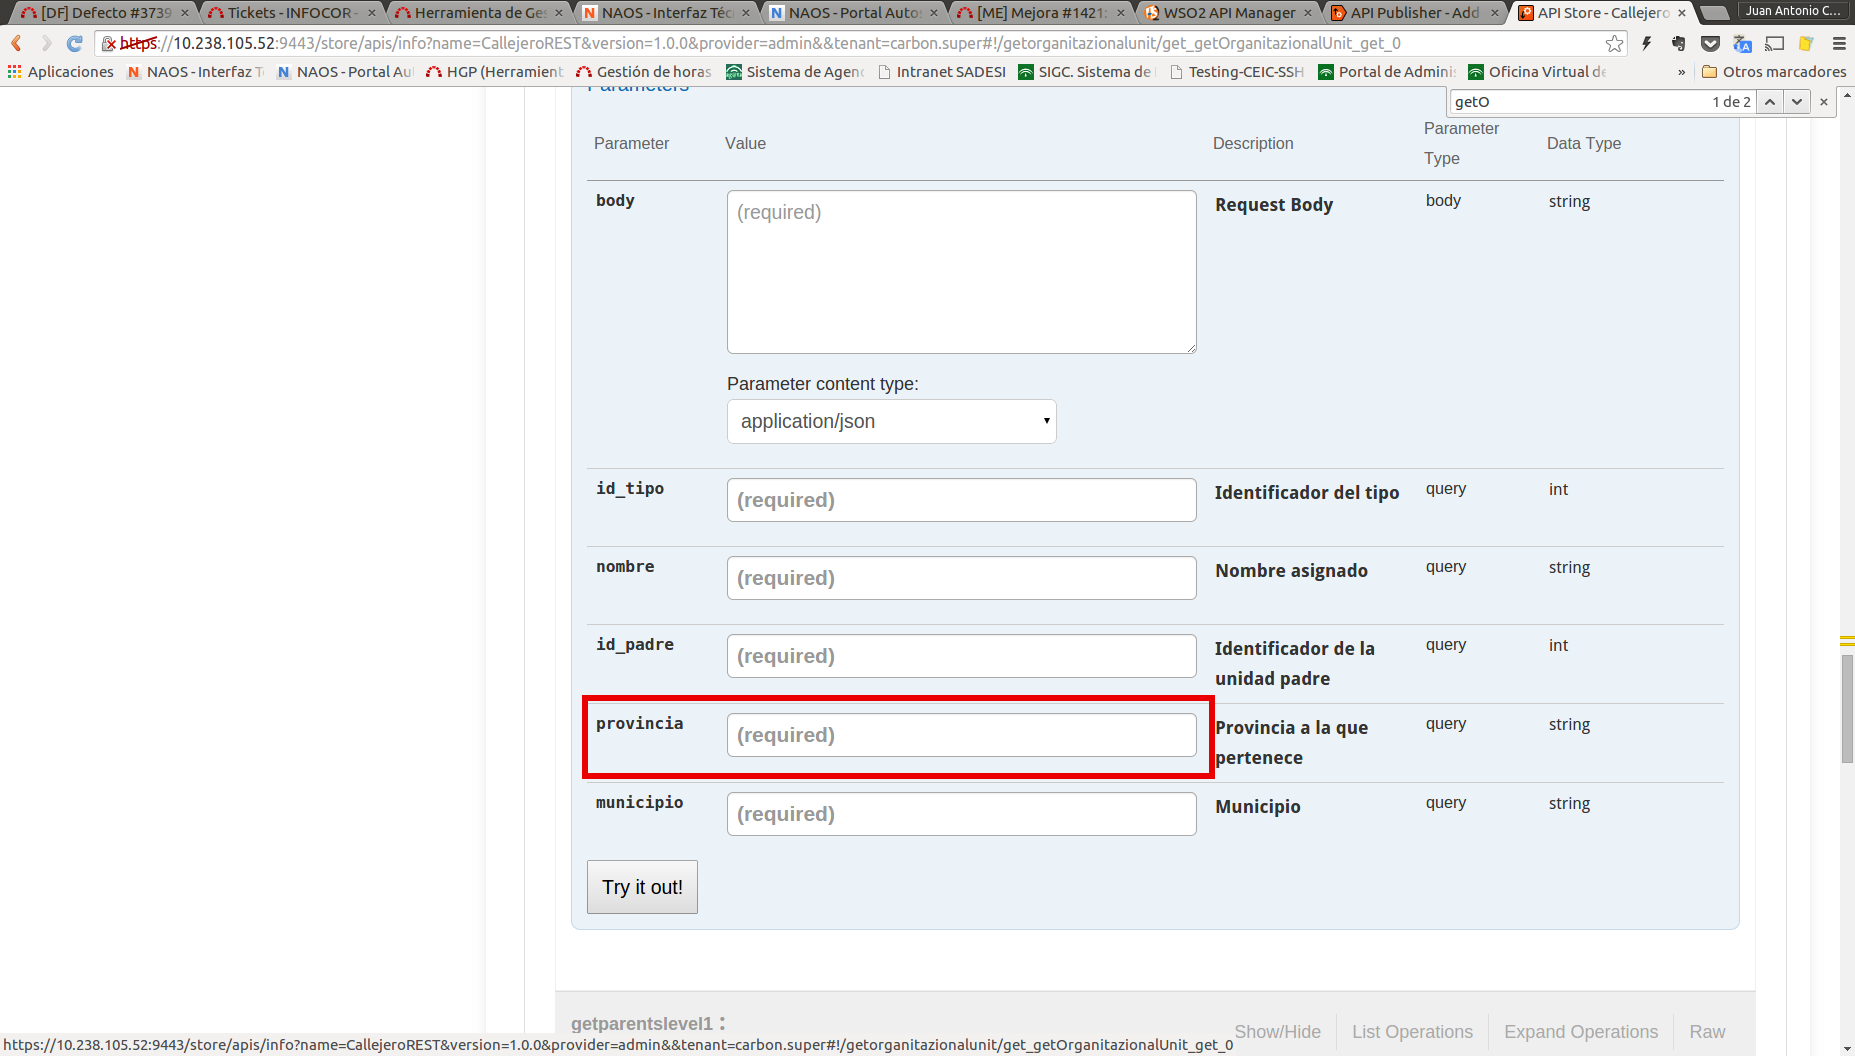 [DF] Defecto #3739 × Tickets - INFOCOR - × Herramienta de Ge × NAOS - Interfaz Téc × NAOS - Portal Auto × [ME] Mejora #1421 × WSO2 API Manager × API Publisher - Add × API Store - Callejero × Juan Antonio C...
https://10.238.105.52:9443/store/apis/info?name=CallejeroREST&version=1.0.0&provider=admin&&tenant=carbon.super#!/getorganitazionalunit/get_getOrganitazionalUnit_get_0
Aplicaciones NAOS - Interfaz T NAOS - Portal Au HGP (Herramient Gestión de horas Sistema de Agen Intranet SADESI SIGC. Sistema de Testing-CEIC-SSH Portal de Adminis Oficina Virtual de » Otros marcadores
getO 1 de 2 ×
Parameters
Parameter Value Description Parameter Type Data Type
body (required) Request Body body string
Parameter content type:
application/json
id_tipo (required) Identificador del tipo query int
nombre (required) Nombre asignado query string
id_padre (required) Identificador de la unidad padre query int
provincia (required) Provincia a la que pertenece query string
municipio (required) Municipio query string
Try it out!
getparentslevel1 : Show/Hide List Operations Expand Operations Raw
https://10.238.105.52:9443/store/apis/info?name=CallejeroREST&version=1.0.0&provider=admin&&tenant=carbon.super#!/getorganitazionalunit/get_getOrganitazionalUnit_get_0